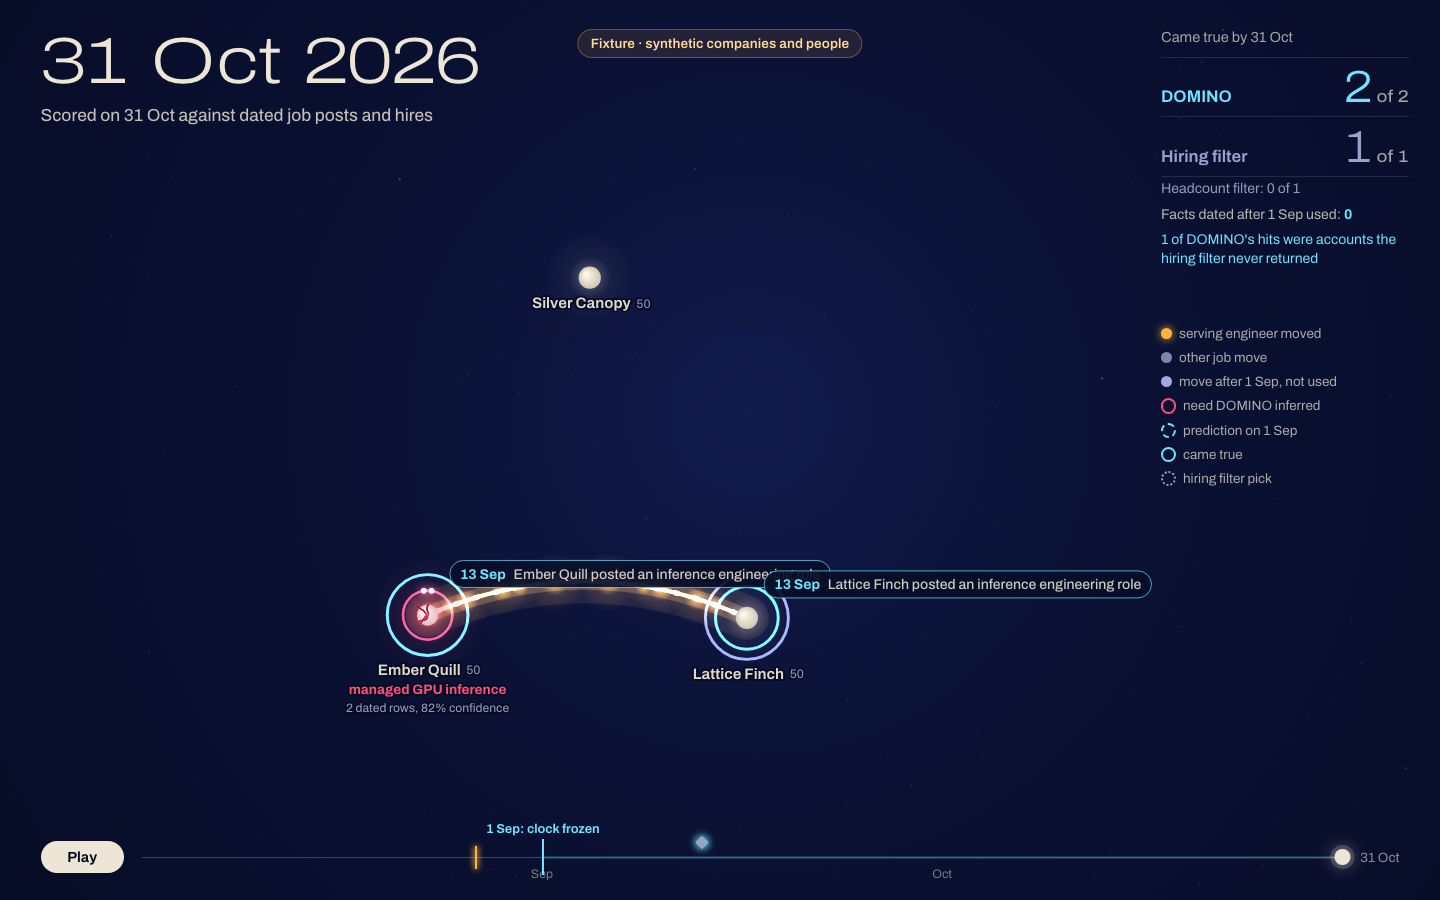 31 Oct 2026
Scored on 31 Oct against dated job posts and hires
Fixture · synthetic companies and people
Came true by 31 Oct
DOMINO 2 of 2
Hiring filter 1 of 1
Headcount filter: 0 of 1
Facts dated after 1 Sep used: 0
1 of DOMINO's hits were accounts the
hiring filter never returned
serving engineer moved
other job move
move after 1 Sep, not used
need DOMINO inferred
prediction on 1 Sep
came true
hiring filter pick
Silver Canopy 50
13 Sep Ember Quill posted an inference
13 Sep Lattice Finch posted an inference engineering role
Ember Quill 50
managed GPU inference
2 dated rows, 82% confidence
Lattice Finch 50
1 Sep: clock frozen
Play
31 Oct
Sep
Oct